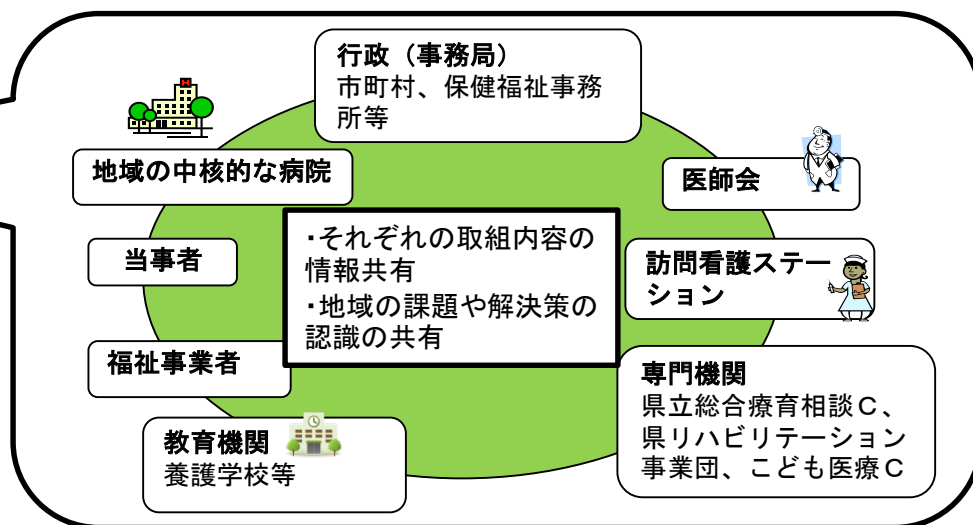 行政（事務局）
市町村、保健福祉事務
所等
地域の中核的な病院
医師会
当事者
・それぞれの取組内容の
情報共有
・地域の課題や解決策の
認識の共有
訪問看護ステー
ション
福祉事業者
専門機関
県立総合療育相談Ｃ、
県リハビリテーション
事業団、こども医療Ｃ
教育機関
養護学校等